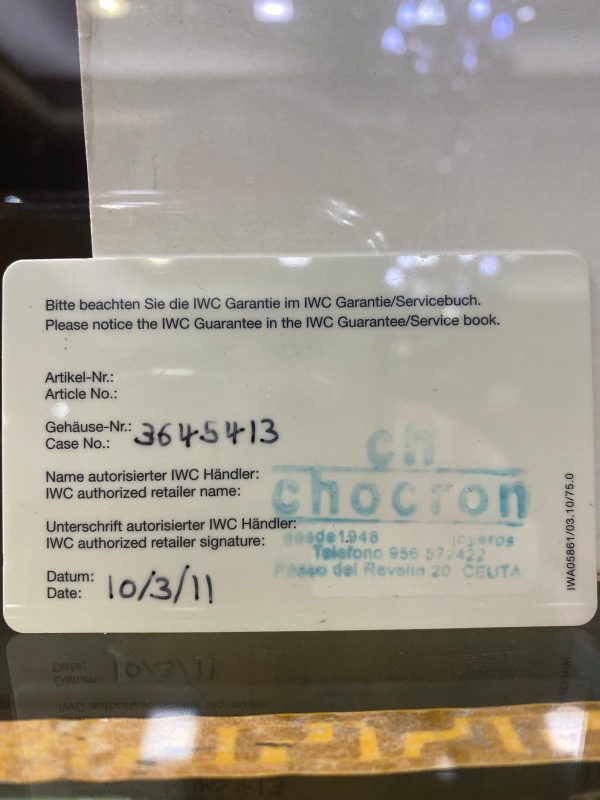 Bitte beachten Sie die IWC Garantie im IWC Garantie/Servicebuch.
Please notice the IWC Guarantee in the IWC Guarantee/Service book.
Artikel-Nr.:
Article No.:
Gehäuse-Nr.:
Case No.: 3645413
Name autorisierter IWC Händler:
IWC authorized retailer name:
Unterschrift autorisierter IWC Händler:
IWC authorized retailer signature:
Datum:
Date: 10/3/11
ch
chocron
desde 1948 joyeros
Telefono 956 572422
Paseo del Revellin 20 CEUTA
IWA05861/03.10/75.0